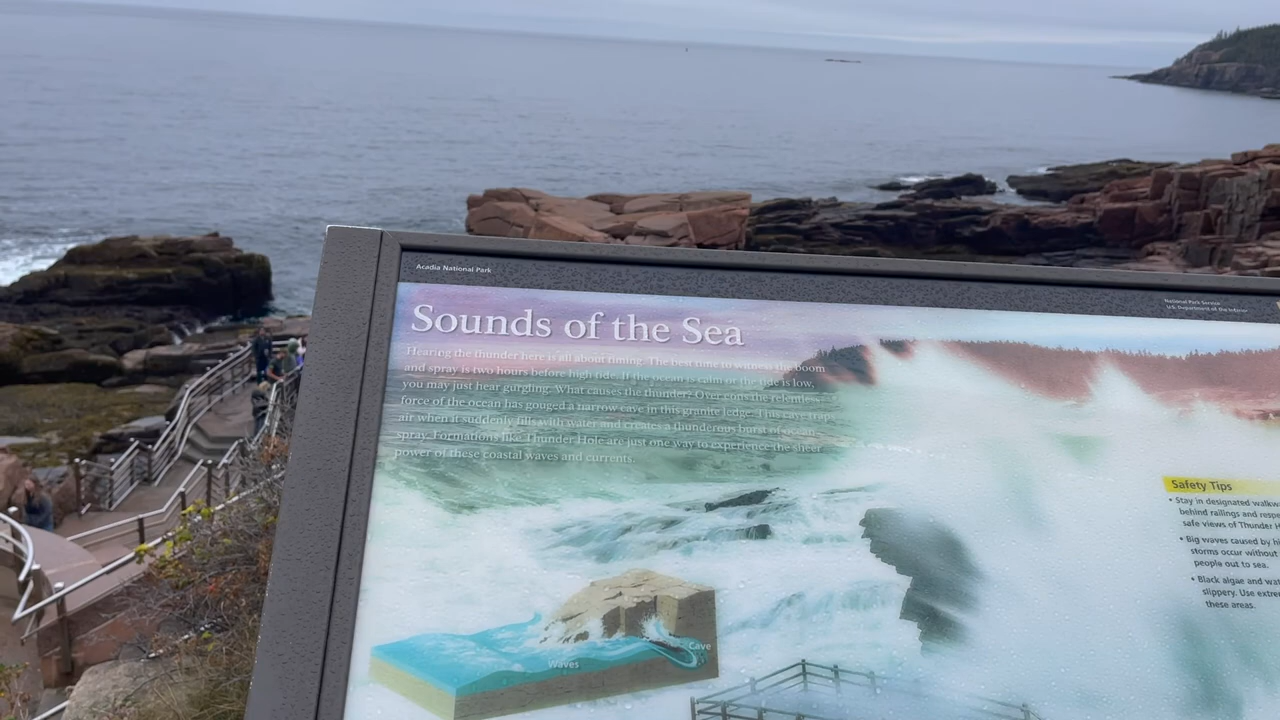 Acadia National Park
National Park Service
U.S. Department of the Interior
Sounds of the Sea
Hearing the thunder here is all about timing. The best time to witness the boom
and spray is two hours before high tide. If the ocean is calm or the tide is low,
you may just hear gurgling. What causes the thunder? Over eons the relentless
force of the ocean has gouged a narrow cave in this granite ledge. This cave traps
air when it suddenly fills with water and creates a thunderous burst of ocean
spray. Formations like Thunder Hole are just one way to experience the sheer
power of these coastal waves and currents.
Safety Tips
• Stay in designated
behind railings and
safe views of Thunder
• Big waves caused by
storms occur without
people out to sea.
• Black algae and
slippery. Use
these areas.
Waves
Cave